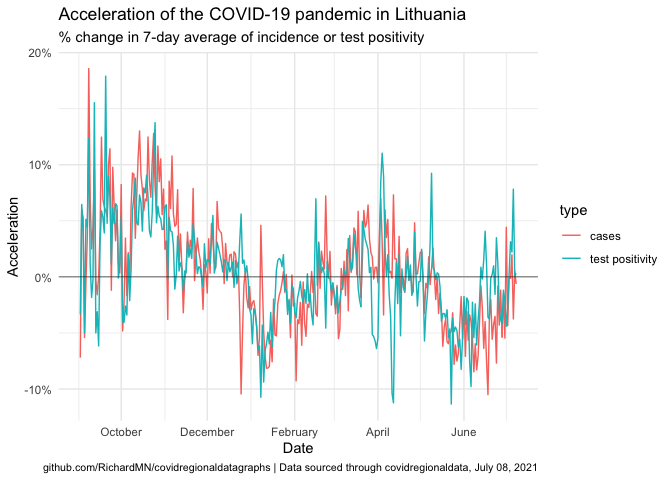 Acceleration of the COVID-19 pandemic in Lithuania
% change in 7-day average of incidence or test positivity
20%
10%
0%
-10%
Acceleration
October December February April June
Date
type
cases
test positivity
github.com/RichardMN/covidregionaldatagraphs | Data sourced through covidregionaldata, July 08, 2021